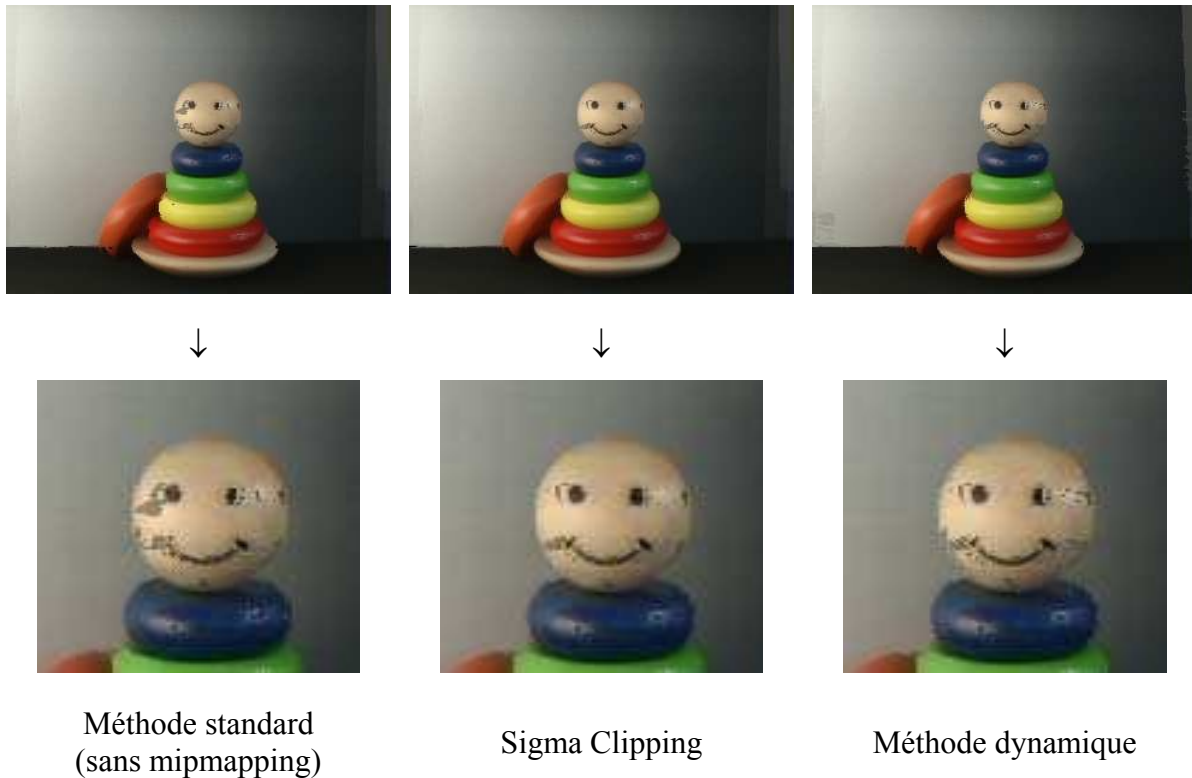 ↓ ↓ ↓
Méthode standard
(sans mipmapping)
Sigma Clipping
Méthode dynamique